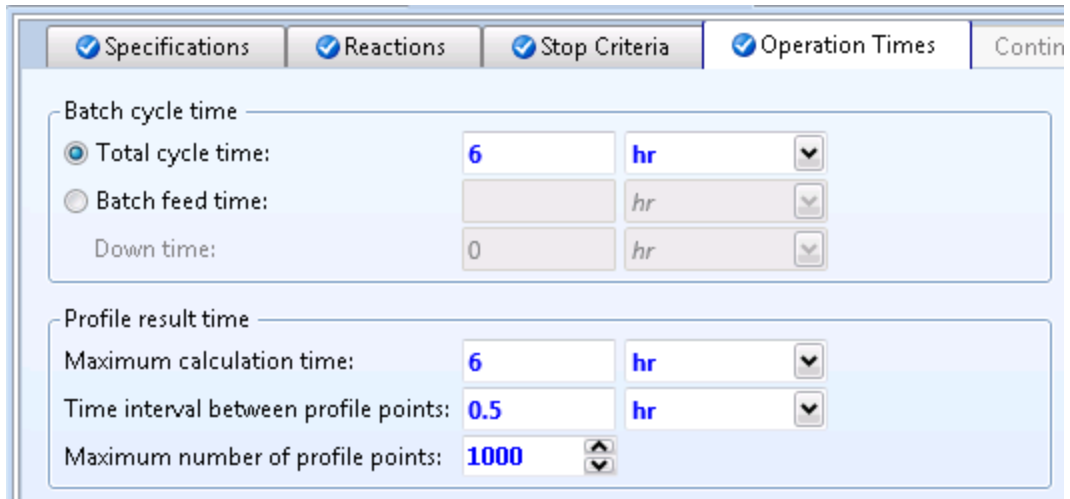 Specifications Reactions Stop Criteria Operation Times Contin
Batch cycle time
Total cycle time: 6 hr
Batch feed time: hr
Down time: 0 hr
Profile result time
Maximum calculation time: 6 hr
Time interval between profile points: 0.5 hr
Maximum number of profile points: 1000